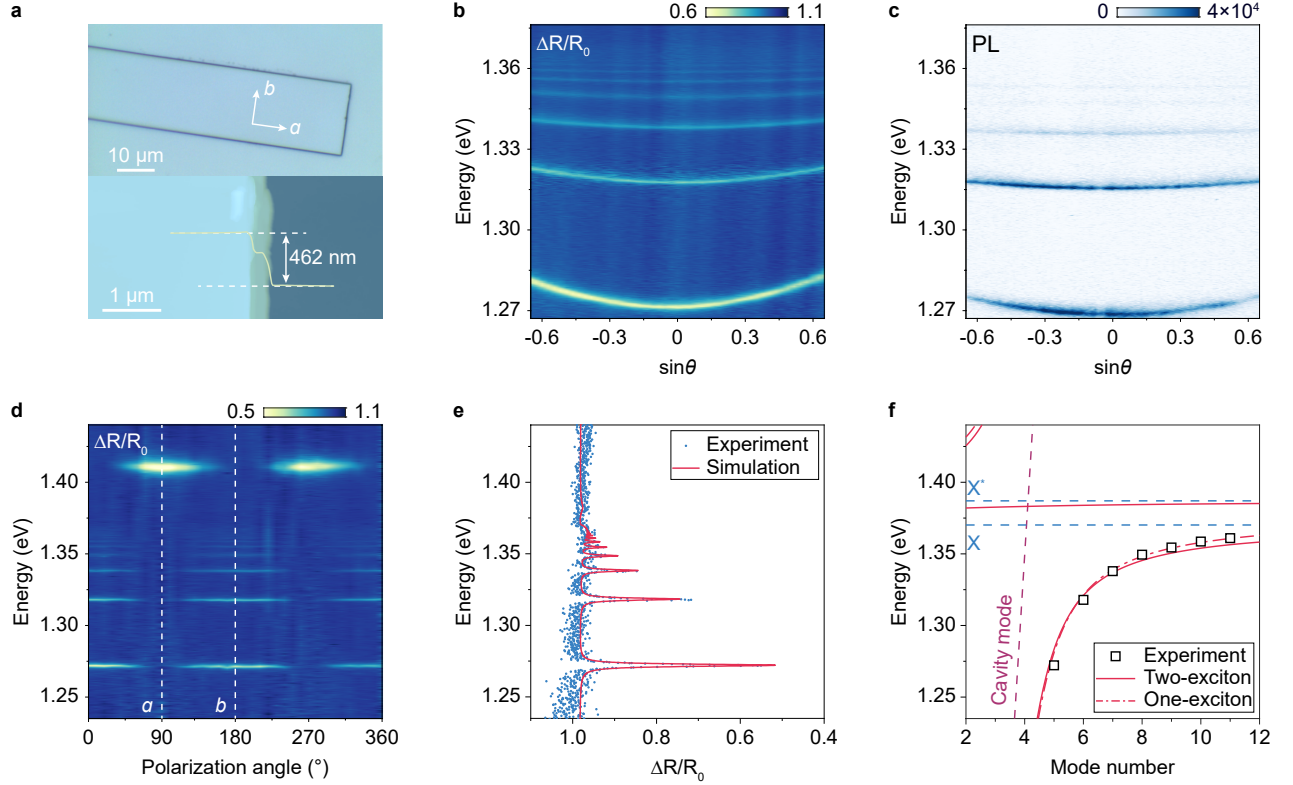 a
b
a
10 µm
462 nm
1 µm
b
0.6 1.1
ΔR/R₀
Energy (eV)
1.36
1.33
1.30
1.27
-0.6 -0.3 0 0.3 0.6
sinθ
c
0 4×10⁴
PL
Energy (eV)
1.36
1.33
1.30
1.27
-0.6 -0.3 0 0.3 0.6
sinθ
d
0.5 1.1
ΔR/R₀
Energy (eV)
1.40
1.35
1.30
1.25
a b
0 90 180 270 360
Polarization angle (°)
e
Experiment
Simulation
Energy (eV)
1.40
1.35
1.30
1.25
1.0 0.8 0.6 0.4
ΔR/R₀
f
Energy (eV)
1.40
1.35
1.30
1.25
X*
X
Cavity mode
Experiment
Two-exciton
One-exciton
2 4 6 8 10 12
Mode number